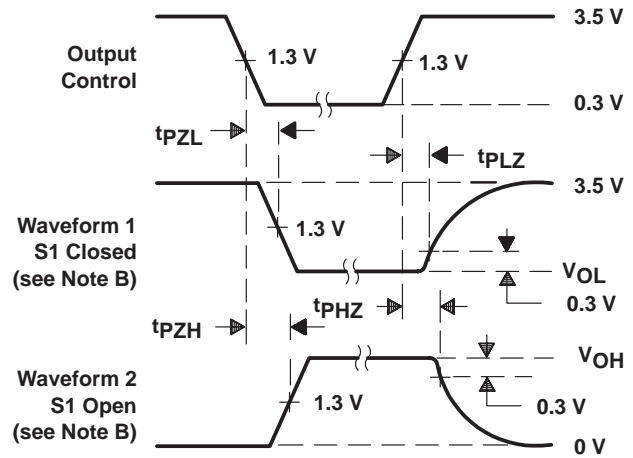 3.5 V
Output
Control
1.3 V
1.3 V
0.3 V
tPZL
tPLZ
3.5 V
Waveform 1
S1 Closed
(see Note B)
1.3 V
VOL
0.3 V
tPZH
tPHZ
VOH
Waveform 2
S1 Open
(see Note B)
1.3 V
0.3 V
0 V